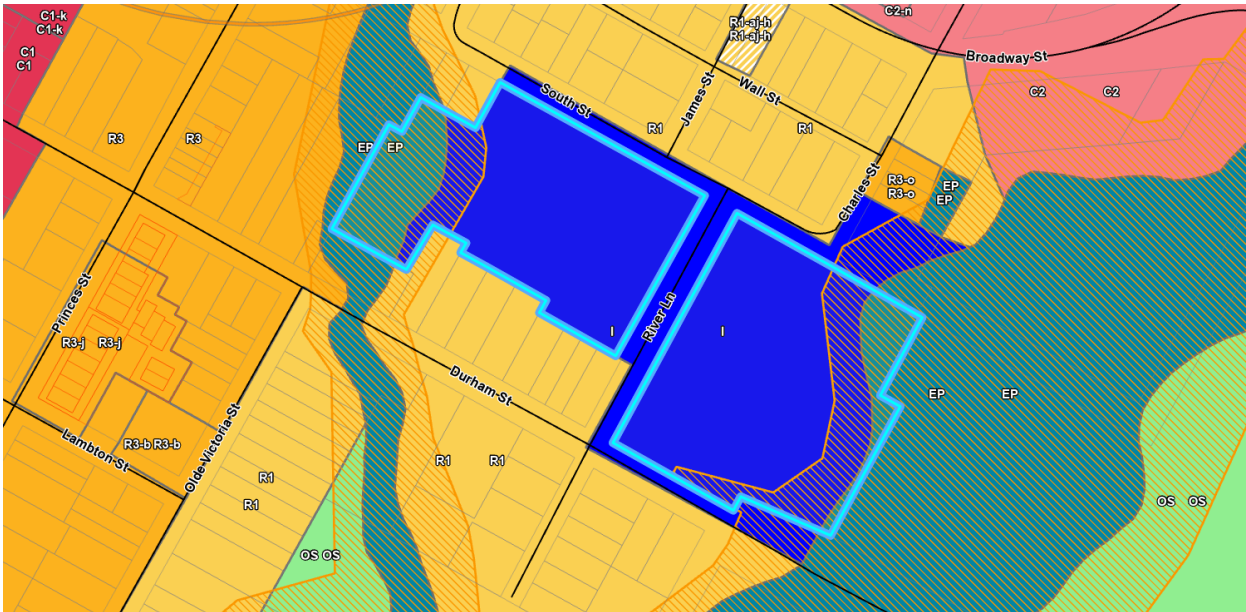 C1-k
C1-k
C1
C1
R3
R3
EP
EP
South St
R1-aj-h
R1-aj-h
James-St
Wall-St
R1
R1
C2-n
Broadway St
C2
C2
Charles-St
R3-o
R3-o
EP
EP
Princes-St
R3-j
R3-j
I
River Ln
I
EP
EP
Durham-St
Lambton-St
R3-b
R3-b
Olde-Victoria-St
R1
R1
R1
R1
OS
OS
OS
OS